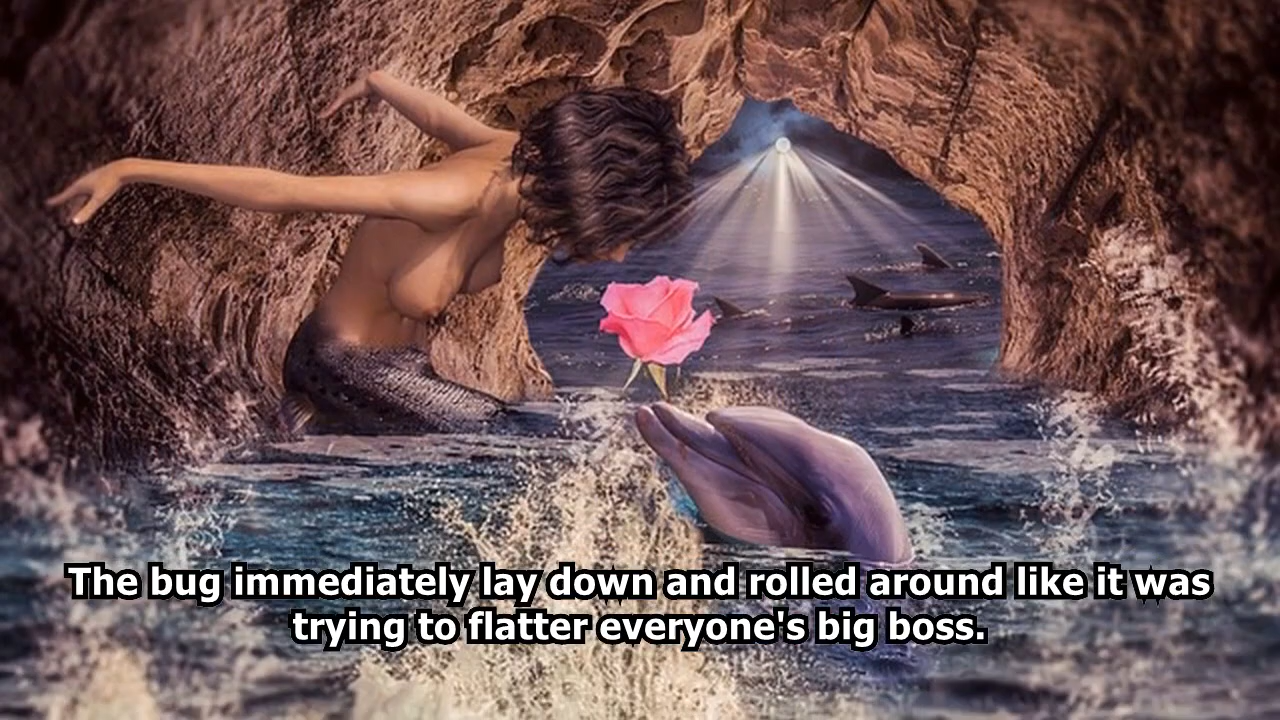 The bug immediately lay down and rolled around like it was
trying to flatter everyone's big boss.